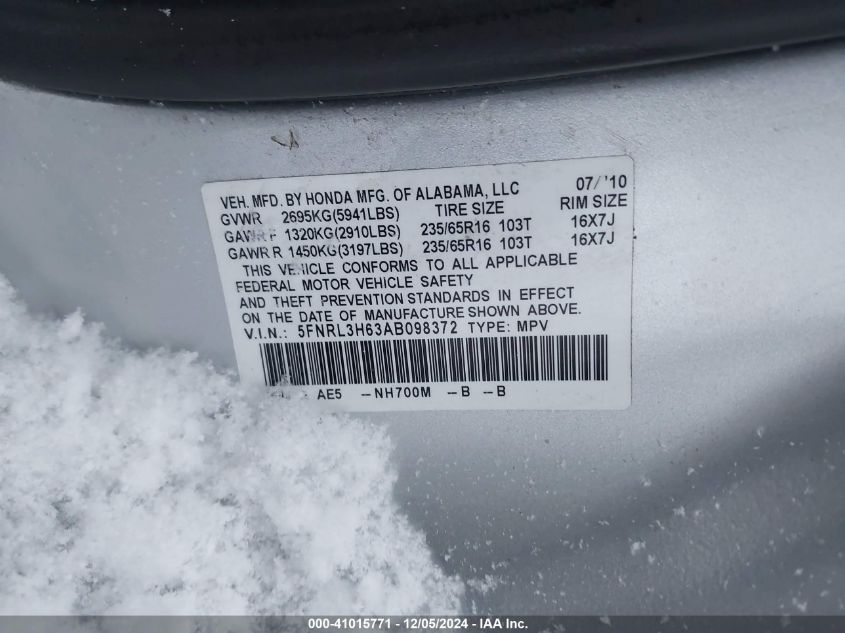 VEH. MFD. BY HONDA MFG. OF ALABAMA, LLC 07/ '10
GVWR 2695KG(5941LBS) TIRE SIZE RIM SIZE
GAWR F 1320KG(2910LBS) 235/65R16 103T 16X7J
GAWR R 1450KG(3197LBS) 235/65R16 103T 16X7J
THIS VEHICLE CONFORMS TO ALL APPLICABLE
FEDERAL MOTOR VEHICLE SAFETY
AND THEFT PREVENTION STANDARDS IN EFFECT
ON THE DATE OF MANUFACTURE SHOWN ABOVE.
V.I.N.: 5FNRL3H63AB098372 TYPE: MPV
AE5 -NH700M --B --B
000-41015771 - 12/05/2024 - IAA Inc.